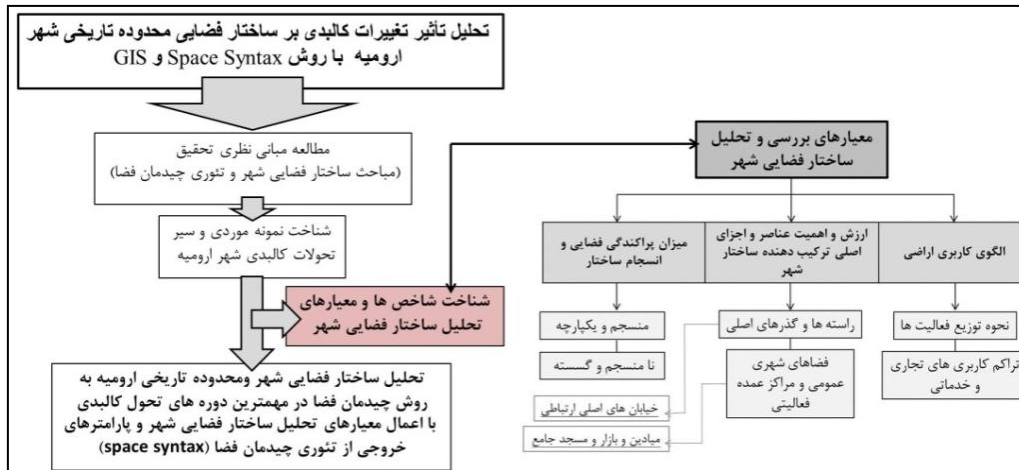 تحلیل تأثیر تغییرات کالبدی بر ساختار فضایی محدوده تاریخی شهر
ارومیه با روش Space Syntax و GIS
مطالعه مبانی نظری تحقیق
(مباحث ساختار فضایی شهر و تئوری چیدمان فضا)
شناخت نمونه موردی و سیر
تحولات کالبدی شهر ارومیه
شناخت شاخص ها و معیارهای
تحلیل ساختار فضایی شهر
تحلیل ساختار فضایی شهر ومحدوده تاریخی ارومیه به
روش چیدمان فضا در مهمترین دوره های تحول کالبدی
با اعمال معیارهای تحلیل ساختار فضایی شهر و پارامترهای
خروجی از تئوری چیدمان فضا (space syntax)
معیارهای بررسی و تحلیل
ساختار فضایی شهر
الگوی کاربری اراضی
نحوه توزیع فعالیت ها
تراکم کاربری های تجاری
و خدماتی
ارزش و اهمیت عناصر و اجزای
اصلی ترکیب دهنده ساختار
شهر
راسته ها و گذرهای اصلی
فضاهای شهری
عمومی و مراکز عمده
فعالیتی
خیابان های اصلی ارتباطی
میادین و بازار و مسجد جامع
میزان پراکندگی فضایی و
انسجام ساختار
منسجم و یکپارچه
نا منسجم و گسسته